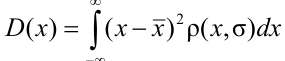 D(x) = ∫_{-∞}^{∞} (x − x̅)² ρ(x,σ)dx